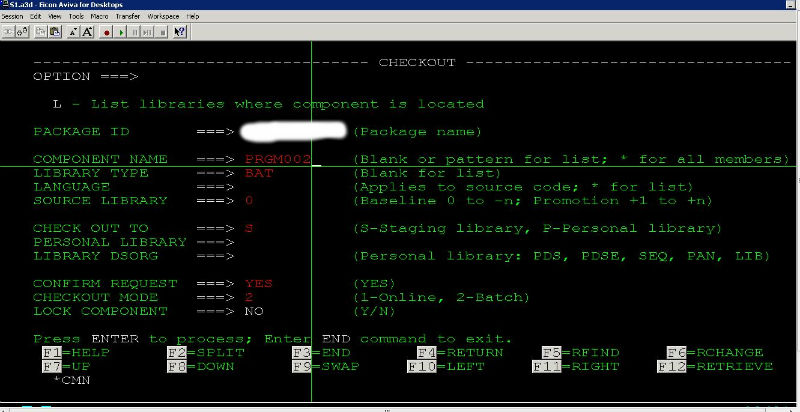 S1.a3d - Eicon Aviva for Desktops
Session Edit View Tools Macro Transfer Workspace Help
------------------------------------ CHECKOUT ----------------------------------
OPTION ===>
L - List libraries where component is located
PACKAGE ID ===> (Package name)
COMPONENT NAME ===> PRGM002_ (Blank or pattern for list; * for all members)
LIBRARY TYPE ===> BAT (Blank for list)
LANGUAGE ===> (Applies to source code; * for list)
SOURCE LIBRARY ===> 0 (Baseline 0 to -n; Promotion +1 to +n)
CHECK OUT TO ===> S (S-Staging library, P-Personal library)
PERSONAL LIBRARY ===>
LIBRARY DSORG ===> (Personal library: PDS, PDSE, SEQ, PAN, LIB)
CONFIRM REQUEST ===> YES (YES)
CHECKOUT MODE ===> 2 (1-Online, 2-Batch)
LOCK COMPONENT ===> NO (Y/N)
Press ENTER to process; Enter END command to exit.
F1=HELP F2=SPLIT F3=END F4=RETURN F5=RFIND F6=RCHANGE
F7=UP F8=DOWN F9=SWAP F10=LEFT F11=RIGHT F12=RETRIEVE
*CMN